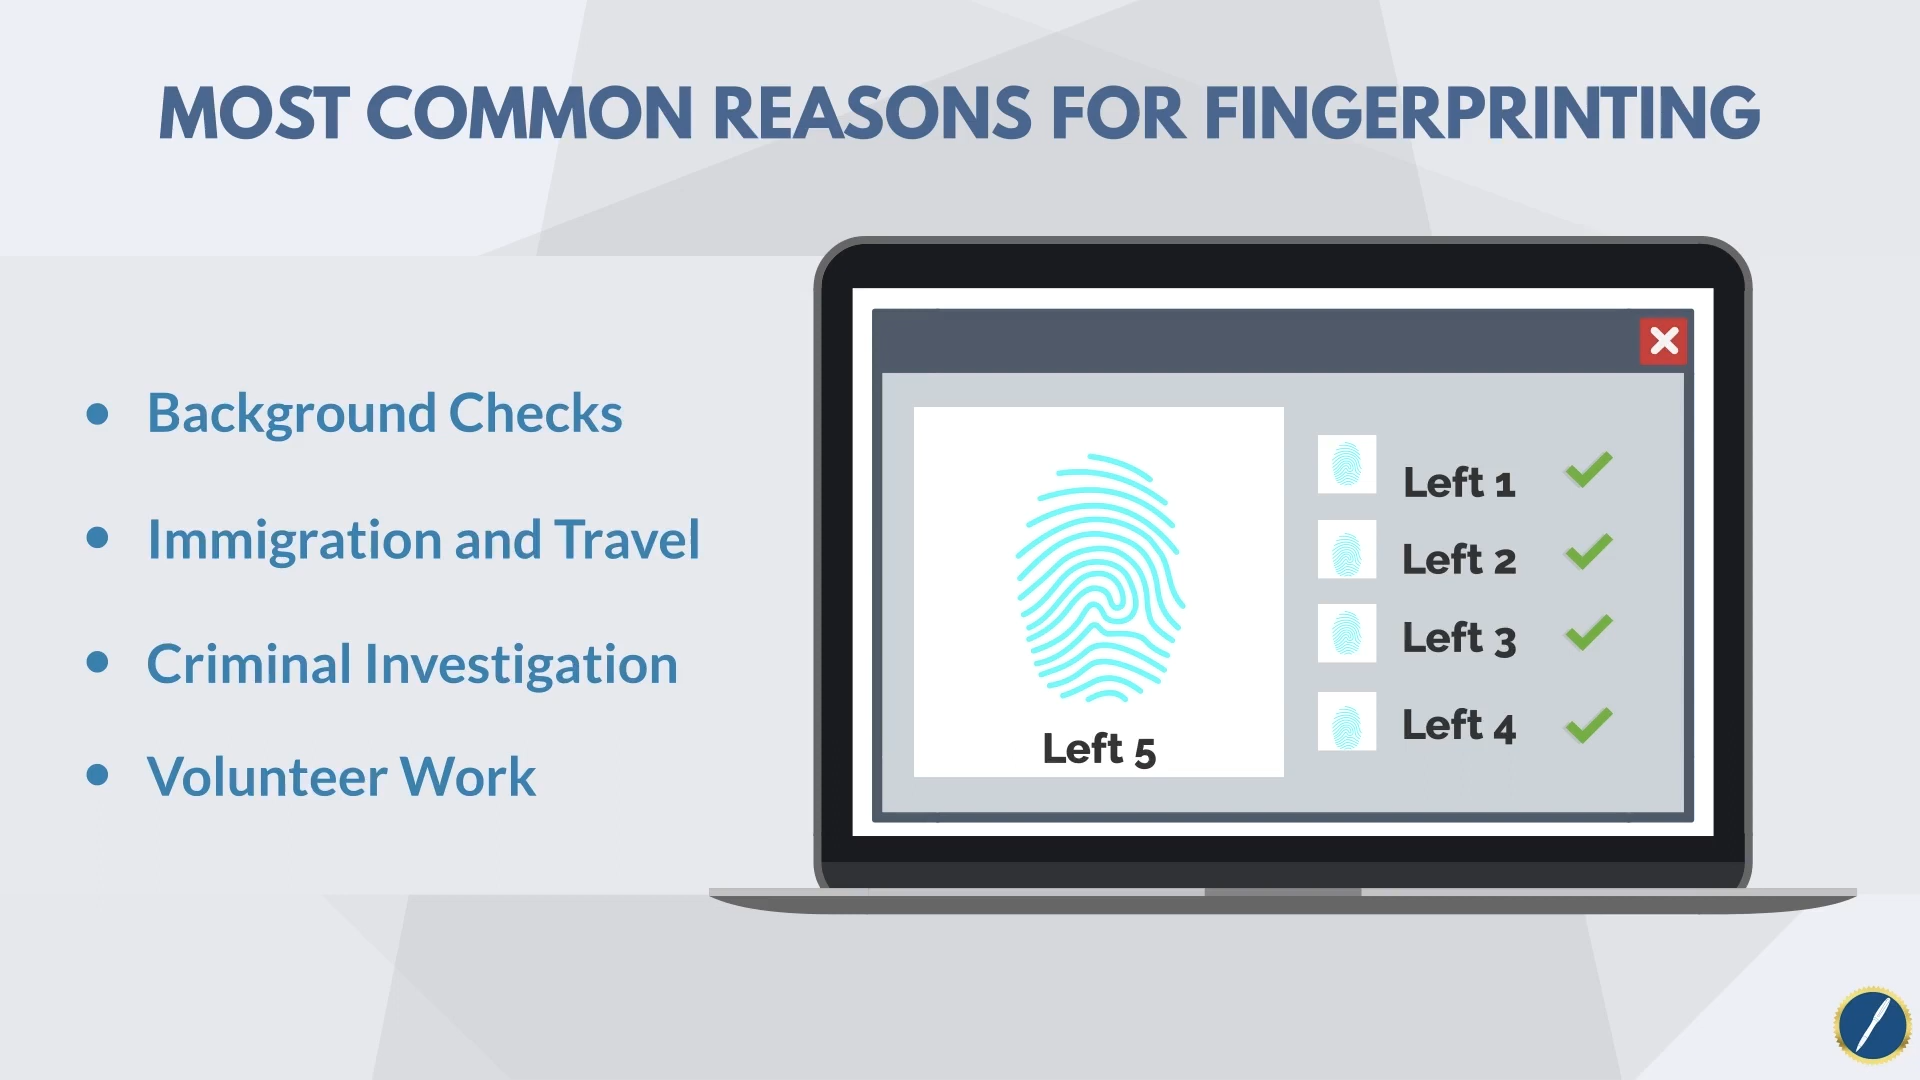 MOST COMMON REASONS FOR FINGERPRINTING
Background Checks
Immigration and Travel
Criminal Investigation
Volunteer Work
Left 5
Left 1
Left 2
Left 3
Left 4